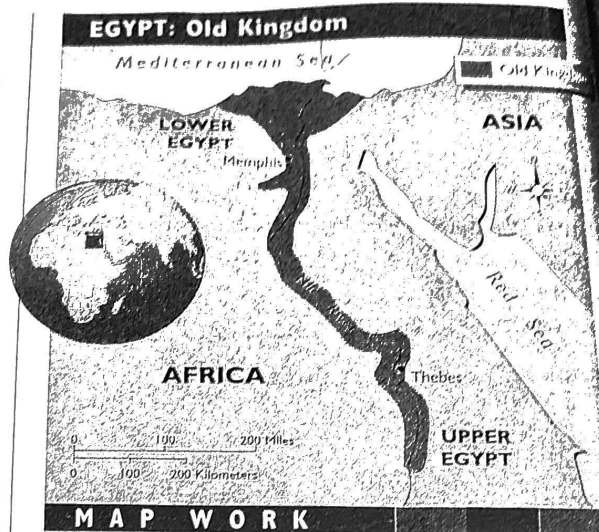 EGYPT: Old Kingdom
Mediterranean Sea
Old
LOWER
EGYPT
ASIA
Memphis
Red Sea
AFRICA
Thebes
UPPER
EGYPT
0 100 200 Miles
0 100 200 Kilometers
MAP WORK